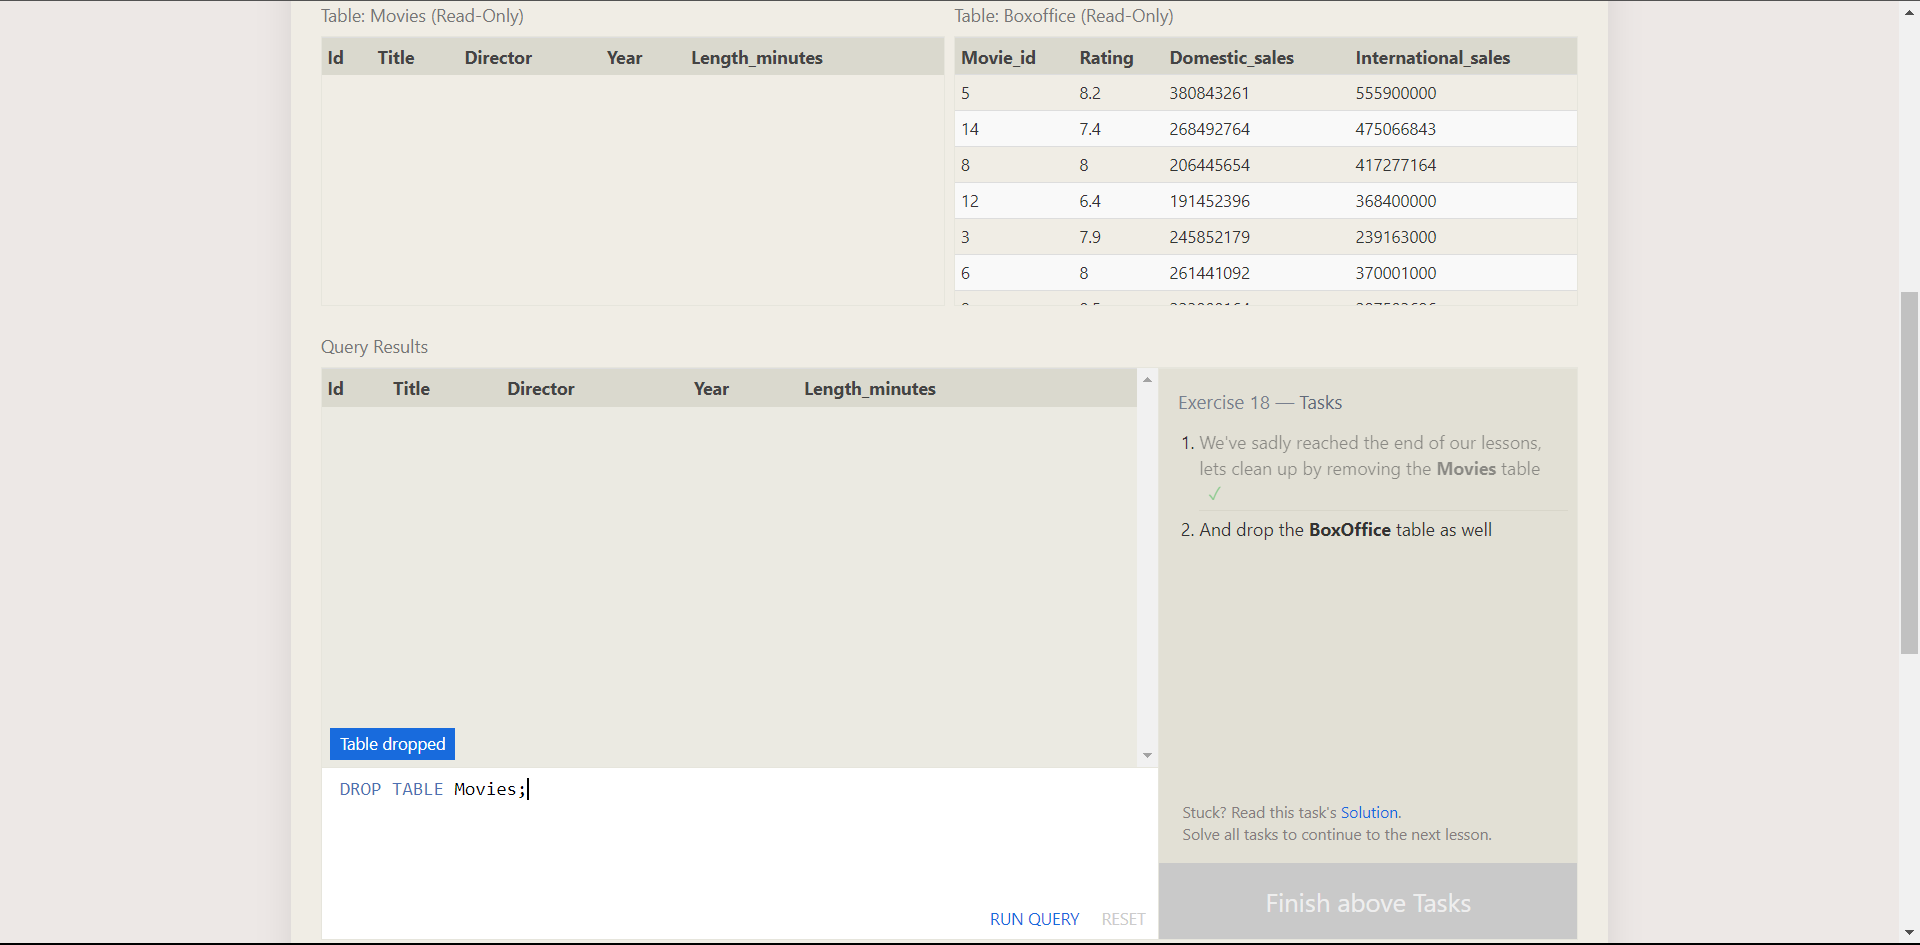 Table: Movies (Read-Only)
Id Title Director Year Length_minutes
Table: Boxoffice (Read-Only)
Movie_id Rating Domestic_sales International_sales
5 8.2 380843261 555900000
14 7.4 268492764 475066843
8 8 206445654 417277164
12 6.4 191452396 368400000
3 7.9 245852179 239163000
6 8 261441092 370001000
Query Results
Id Title Director Year Length_minutes
Table dropped
DROP TABLE Movies;
RUN QUERY RESET
Exercise 18 — Tasks
1. We've sadly reached the end of our lessons,
lets clean up by removing the Movies table
✓
2. And drop the BoxOffice table as well
Stuck? Read this task's Solution.
Solve all tasks to continue to the next lesson.
Finish above Tasks